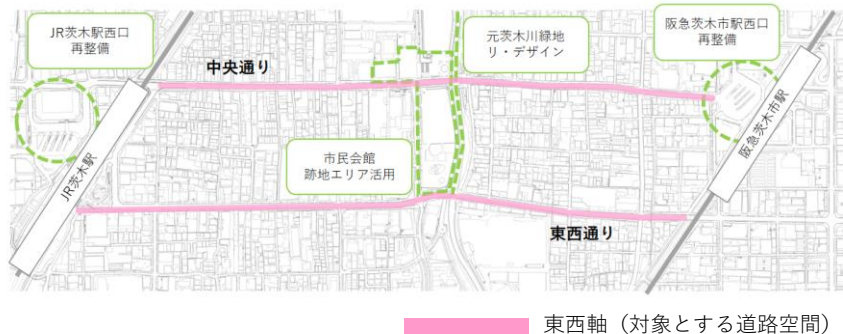 JR茨木駅西口
再整備
元茨木川緑地
リ・デザイン
阪急茨木市駅西口
再整備
中央通り
市民会館
跡地エリア活用
JR茨木駅
阪急茨木市駅
東西通り
東西軸（対象とする道路空間）